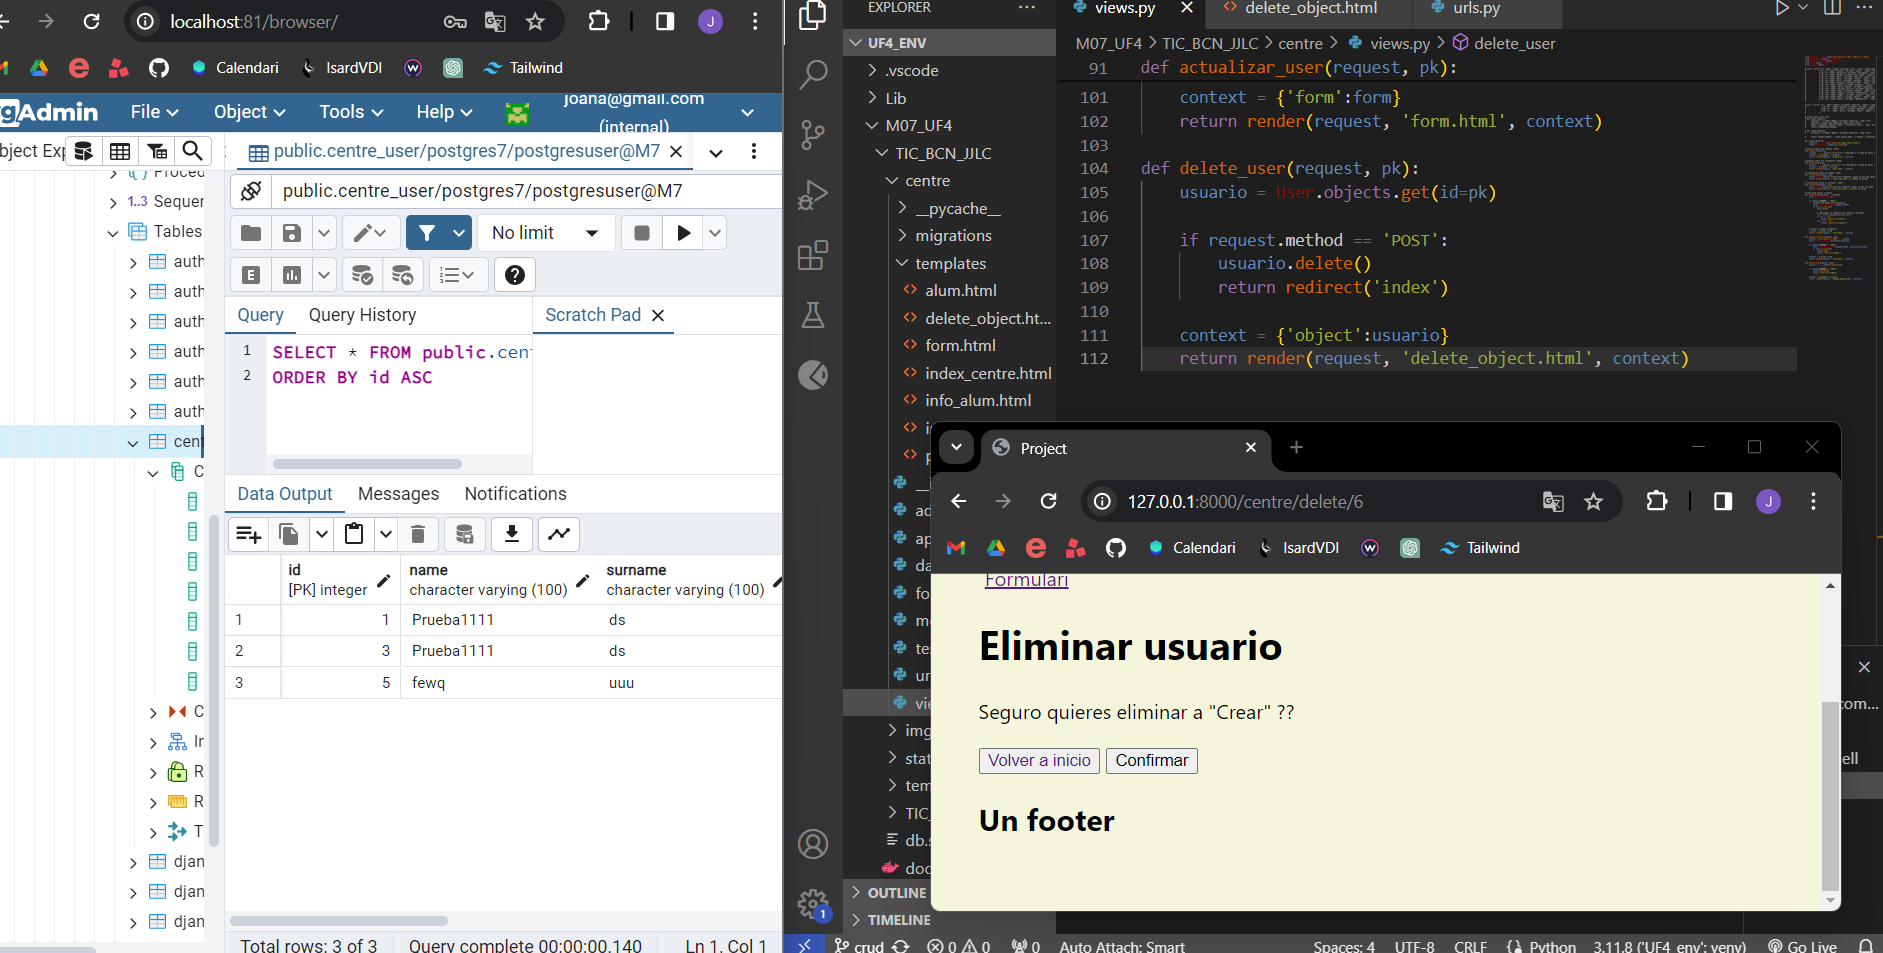 localhost:81/browser/
J
Calendari
IsardVDI
Tailwind
gAdmin
File
Object
Tools
Help
joana@gmail.com
(internal)
bject Exp
public.centre_user/postgres7/postgresuser@M7
public.centre_user/postgres7/postgresuser@M7
No limit
E
Query
Query History
Scratch Pad
1 SELECT * FROM public.cent
2 ORDER BY id ASC
Proced
1..3 Sequer
Tables
auth
auth
auth
auth
auth
auth
cent
C
C
Ir
R
R
T
djan
djan
djan
Data Output
Messages
Notifications
id
[PK] integer
name
character varying (100)
surname
character varying (100)
1 1 Prueba1111 ds
2 3 Prueba1111 ds
3 5 fewq uuu
Total rows: 3 of 3
Query complete 00:00:00.140
Ln 1, Col 1
EXPLORER
UF4_ENV
.vscode
Lib
M07_UF4
TIC_BCN_JJLC
centre
__pycache__
migrations
templates
alum.html
delete_object.ht...
form.html
index_centre.html
info_alum.html
ad
ap
da
fo
me
te
ur
vie
img
stat
tem
TIC_
db.s
doc
OUTLINE
TIMELINE
1
views.py
delete_object.html
urls.py
M07_UF4 > TIC_BCN_JJLC > centre > views.py > delete_user
91 def actualizar_user(request, pk):
101 context = {'form':form}
102 return render(request, 'form.html', context)
103
104 def delete_user(request, pk):
105 usuario = User.objects.get(id=pk)
106
107 if request.method == 'POST':
108 usuario.delete()
109 return redirect('index')
110
111 context = {'object':usuario}
112 return render(request, 'delete_object.html', context)
Project
127.0.0.1:8000/centre/delete/6
J
Calendari
IsardVDI
Tailwind
Formulari
Eliminar usuario
Seguro quieres eliminar a "Crear" ??
Volver a inicio
Confirmar
Un footer
com...
ell
crud
0
0
0
Auto Attach: Smart
Spaces: 4
UTF-8
CRLF
Python
3.11.8 ('UF4_env': venv)
Go Live